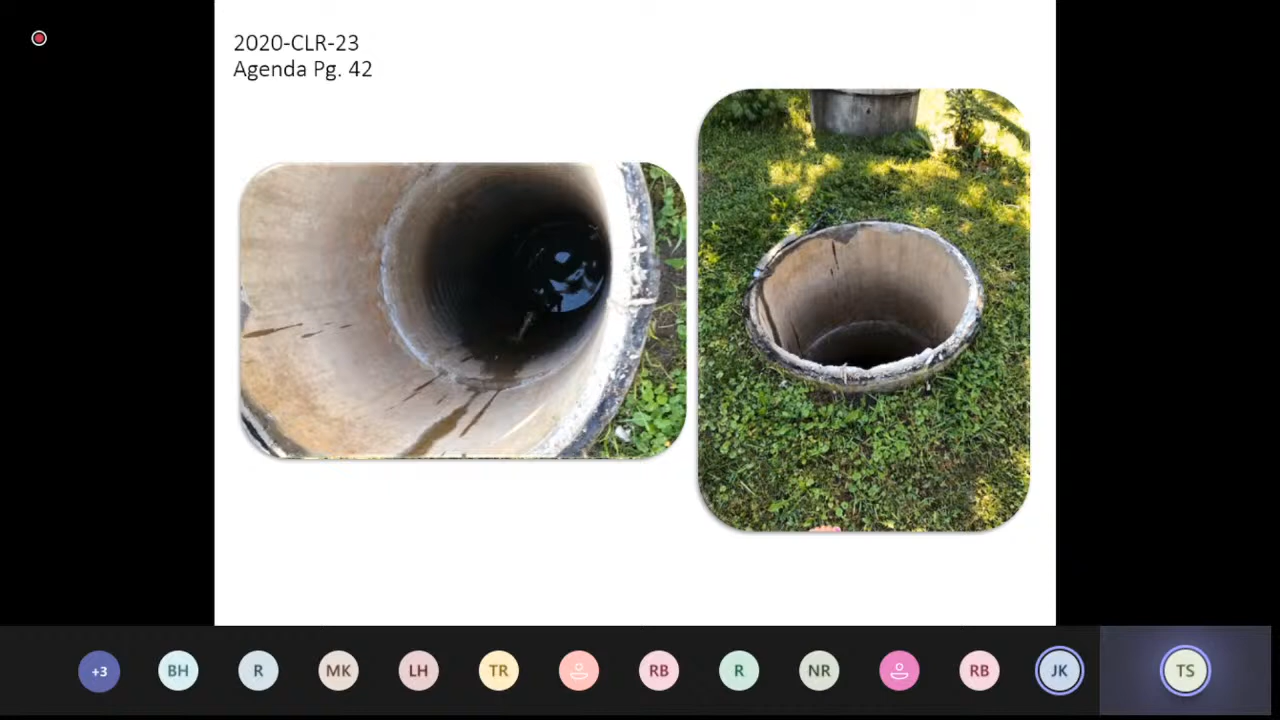 2020-CLR-23
Agenda Pg. 42
+3
BH
R
MK
LH
TR
RB
R
NR
RB
JK
TS